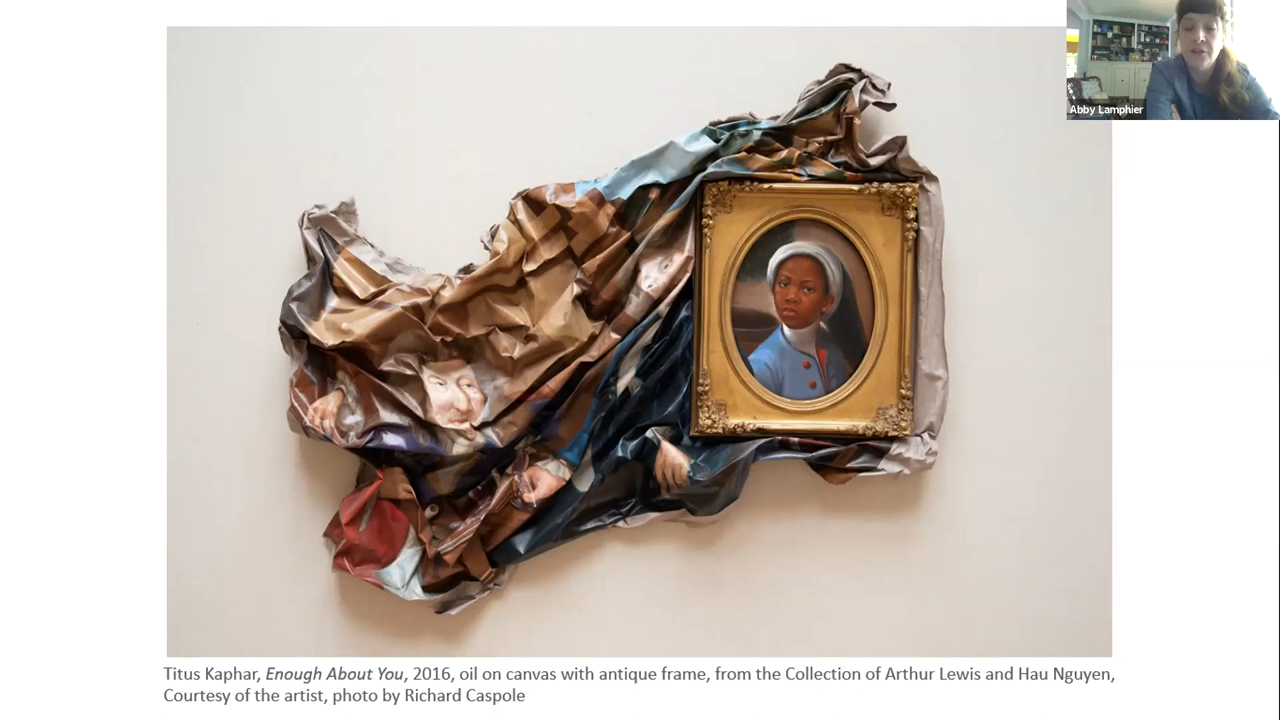 Abby Lamphier
Titus Kaphar, Enough About You, 2016, oil on canvas with antique frame, from the Collection of Arthur Lewis and Hau Nguyen,
Courtesy of the artist, photo by Richard Caspole